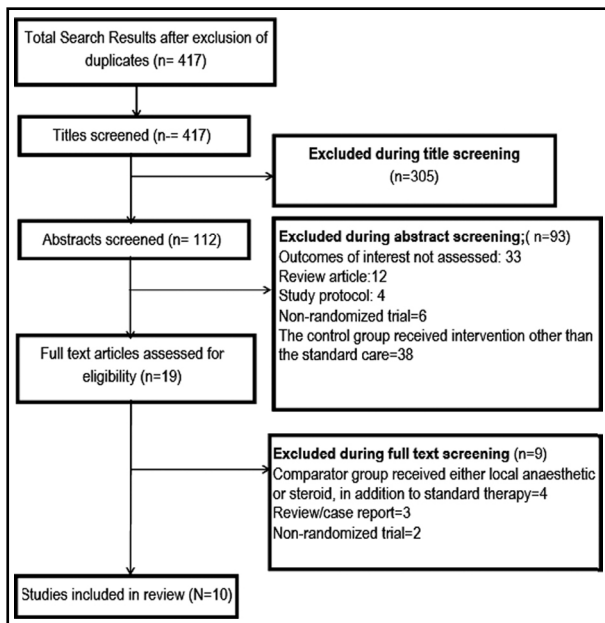 Total Search Results after exclusion of
duplicates (n= 417)
Titles screened (n-= 417)
Excluded during title screening
(n=305)
Abstracts screened (n= 112)
Excluded during abstract screening;( n=93)
Outcomes of interest not assessed: 33
Review article:12
Study protocol: 4
Non-randomized trial=6
The control group received intervention other than
the standard care=38
Full text articles assessed for
eligibility (n=19)
Excluded during full text screening (n=9)
Comparator group received either local anaesthetic
or steroid, in addition to standard therapy=4
Review/case report=3
Non-randomized trial=2
Studies included in review (N=10)